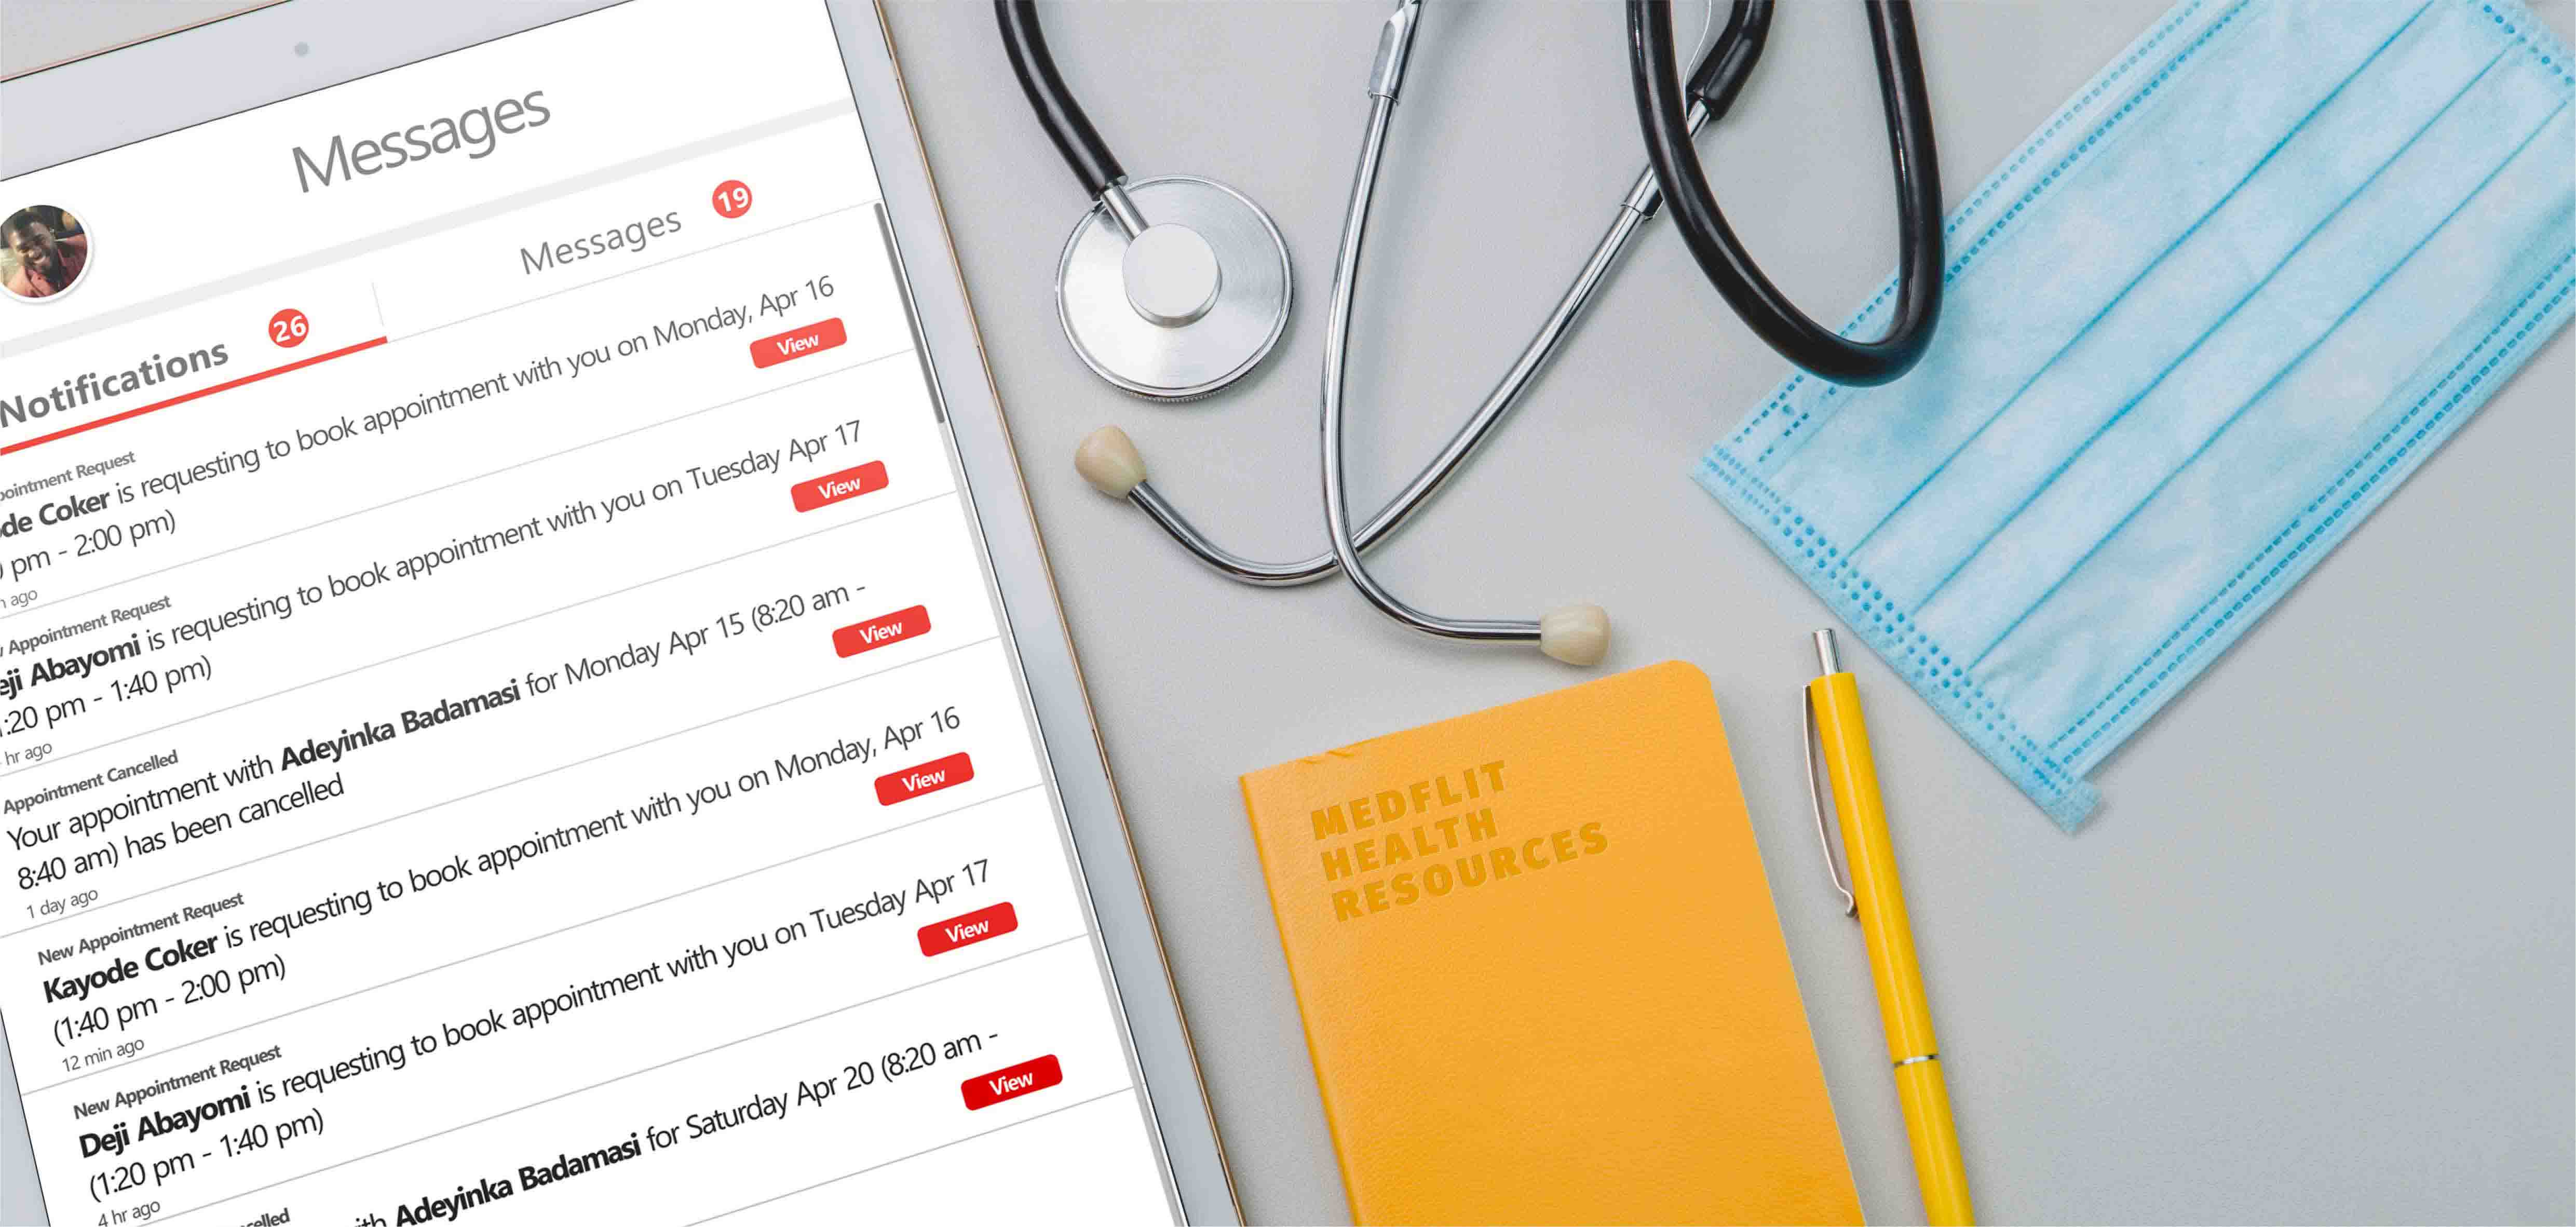 Messages
Notifications 26
Messages 19
Appointment Request
Coker is requesting to book appointment with you on Monday, Apr 16
pm - 2:00 pm)
ago
View
Appointment Request
Abayomi is requesting to book appointment with you on Tuesday Apr 17
:20 pm - 1:40 pm)
hr ago
View
Appointment Cancelled
Your appointment with Adeyinka Badamasi for Monday Apr 15 (8:20 am -
8:40 am) has been cancelled
1 day ago
View
New Appointment Request
Kayode Coker is requesting to book appointment with you on Monday, Apr 16
(1:40 pm - 2:00 pm)
12 min ago
View
New Appointment Request
Deji Abayomi is requesting to book appointment with you on Tuesday Apr 17
(1:20 pm - 1:40 pm)
4 hr ago
View
Adeyinka Badamasi for Saturday Apr 20 (8:20 am -
View
MEDFLIT
HEALTH
RESOURCES